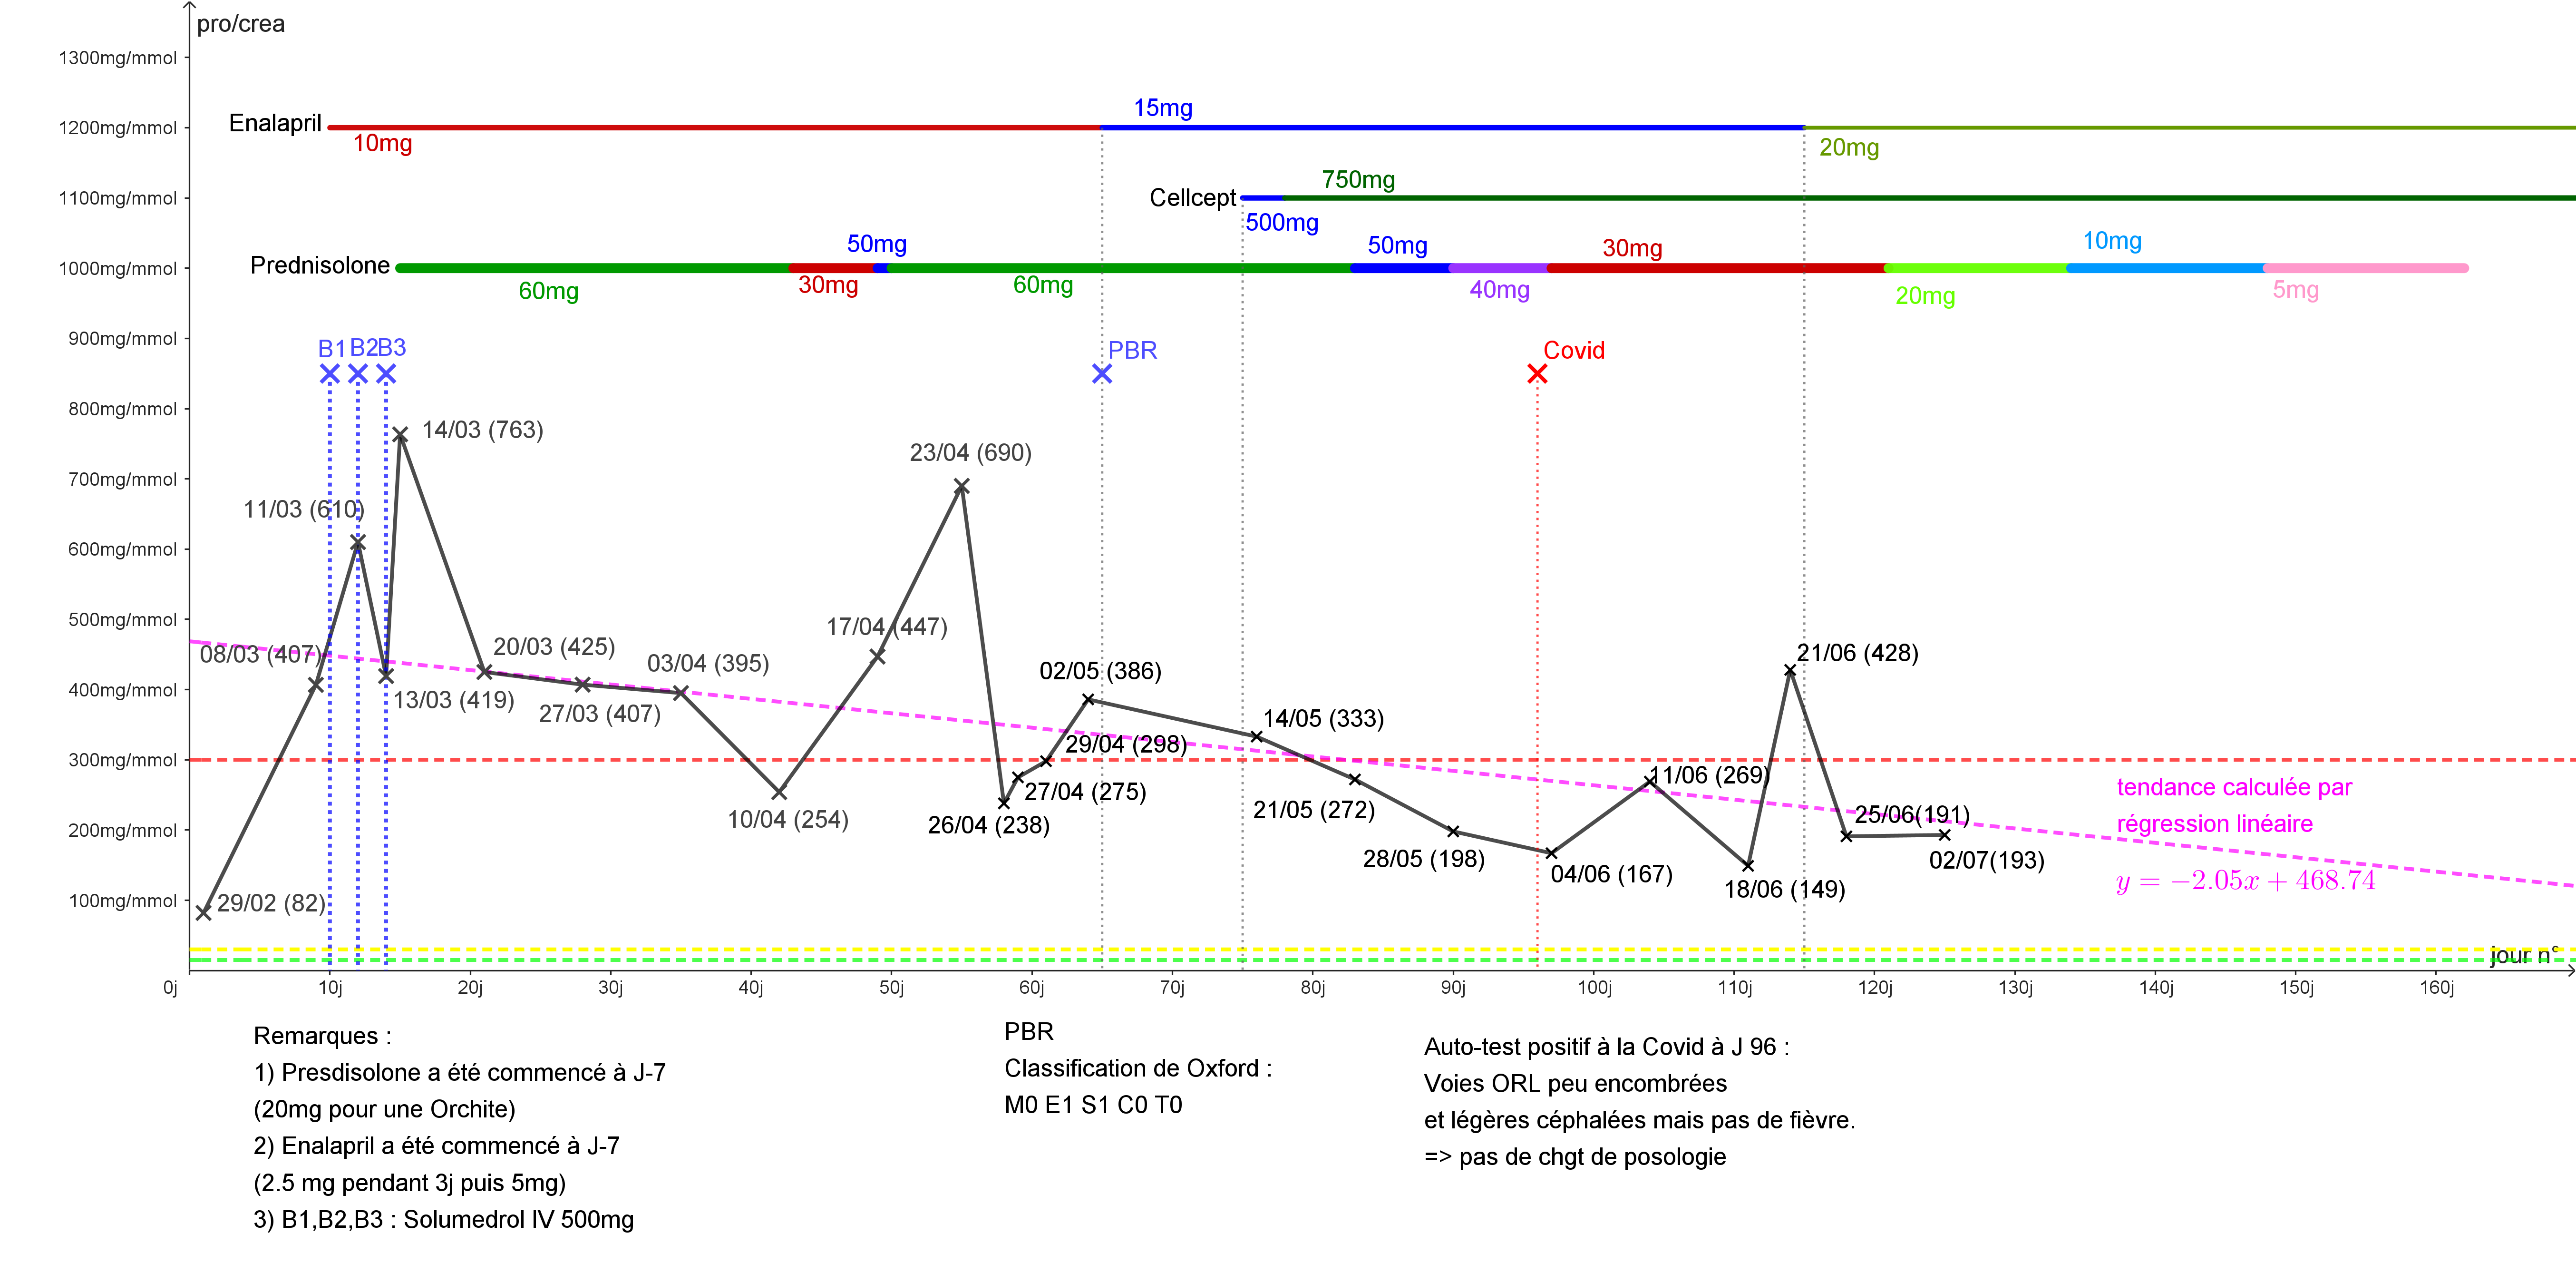 pro/crea
1300mg/mmol
1200mg/mmol
1100mg/mmol
1000mg/mmol
900mg/mmol
800mg/mmol
700mg/mmol
600mg/mmol
500mg/mmol
400mg/mmol
300mg/mmol
200mg/mmol
100mg/mmol
Enalapril
10mg
15mg
20mg
Cellcept
500mg
750mg
Prednisolone
60mg
30mg
50mg
60mg
50mg
40mg
30mg
20mg
10mg
5mg
B1
B2
B3
PBR
Covid
29/02 (82)
08/03 (407)
11/03 (610)
13/03 (419)
14/03 (763)
20/03 (425)
27/03 (407)
03/04 (395)
10/04 (254)
17/04 (447)
23/04 (690)
26/04 (238)
27/04 (275)
29/04 (298)
02/05 (386)
14/05 (333)
21/05 (272)
28/05 (198)
04/06 (167)
11/06 (269)
18/06 (149)
21/06 (428)
25/06(191)
02/07(193)
tendance calculée par
régression linéaire
y = −2.05x + 468.74
jour n°
0j
10j
20j
30j
40j
50j
60j
70j
80j
90j
100j
110j
120j
130j
140j
150j
160j
Remarques :
1) Presdisolone a été commencé à J-7
(20mg pour une Orchite)
2) Enalapril a été commencé à J-7
(2.5 mg pendant 3j puis 5mg)
3) B1,B2,B3 : Solumedrol IV 500mg
PBR
Classification de Oxford :
M0 E1 S1 C0 T0
Auto-test positif à la Covid à J 96 :
Voies ORL peu encombrées
et légères céphalées mais pas de fièvre.
=> pas de chgt de posologie